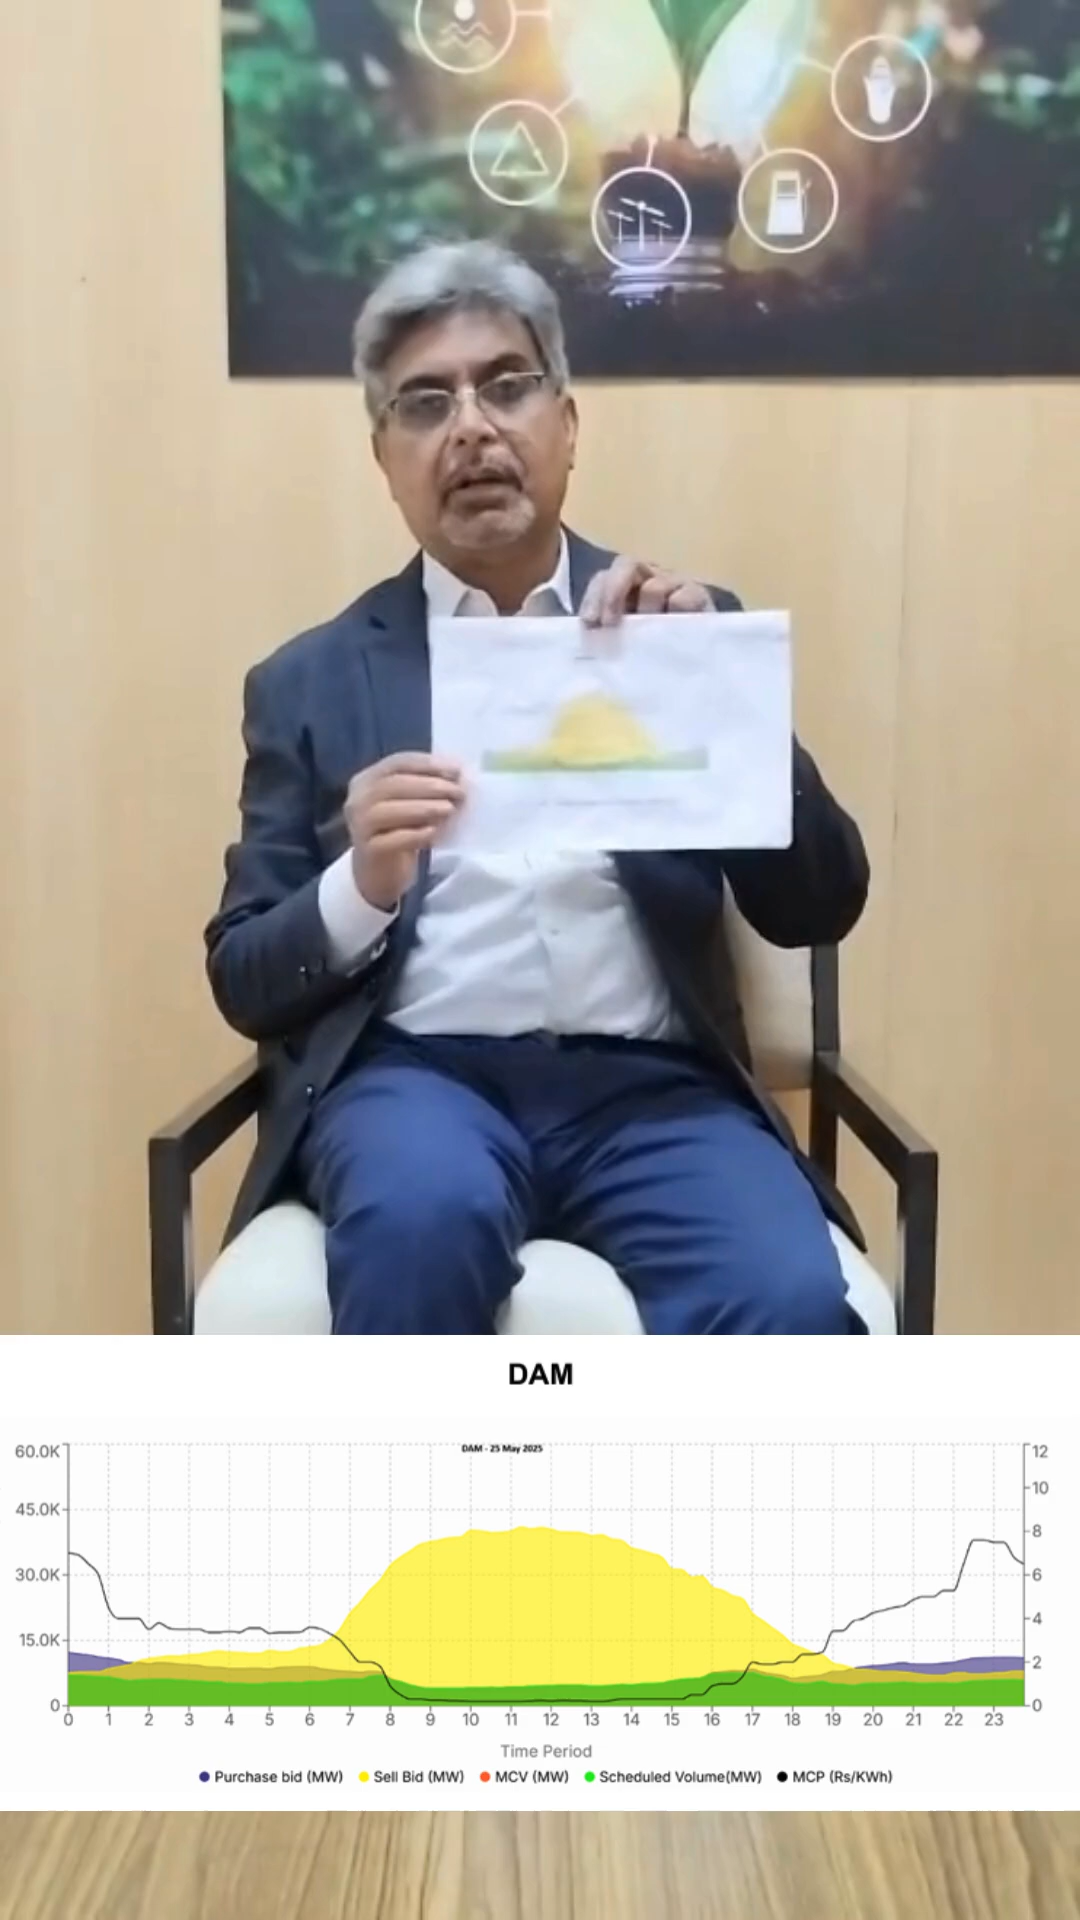 DAM
DAM - 25 May 2025
60.0K
45.0K
30.0K
15.0K
0
12
10
8
6
4
2
0
0 1 2 3 4 5 6 7 8 9 10 11 12 13 14 15 16 17 18 19 20 21 22 23
Time Period
Purchase bid (MW) Sell Bid (MW) MCV (MW) Scheduled Volume(MW) MCP (Rs/KWh)